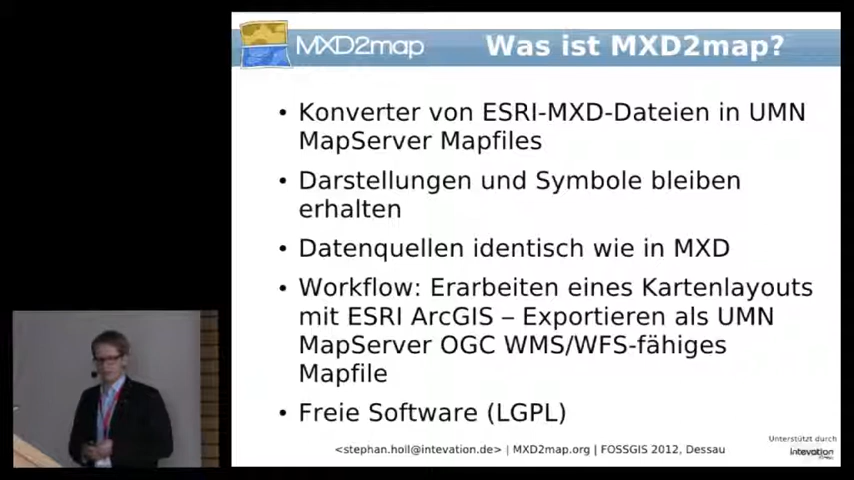 MXD2map
Was ist MXD2map?
• Konverter von ESRI-MXD-Dateien in UMN
MapServer Mapfiles
• Darstellungen und Symbole bleiben
erhalten
• Datenquellen identisch wie in MXD
• Workflow: Erarbeiten eines Kartenlayouts
mit ESRI ArcGIS – Exportieren als UMN
MapServer OGC WMS/WFS-fähiges
Mapfile
• Freie Software (LGPL)
<stephan.holl@intevation.de> | MXD2map.org | FOSSGIS 2012, Dessau
Unterstützt durch
Intevation